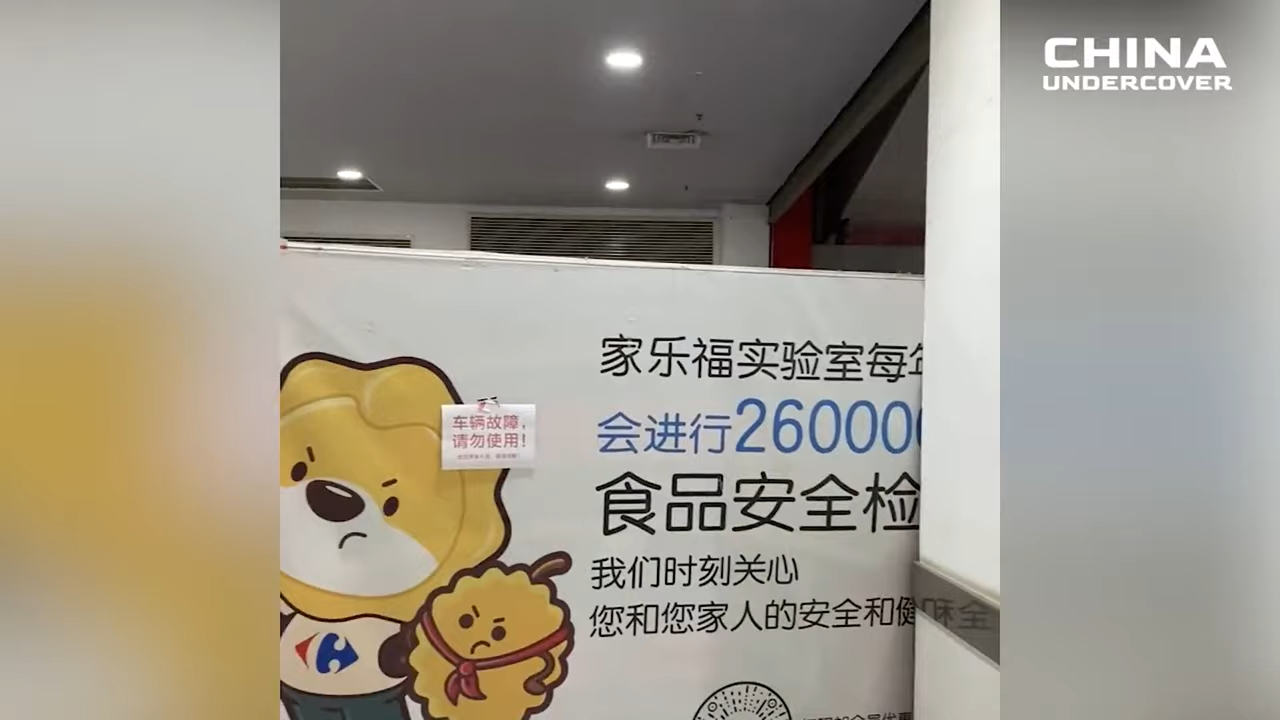 CHINA
UNDERCOVER
家乐福实验室每年
会进行260000
食品安全检
我们时刻关心
您和您家人的安全和健
车辆故障，
请勿使用！